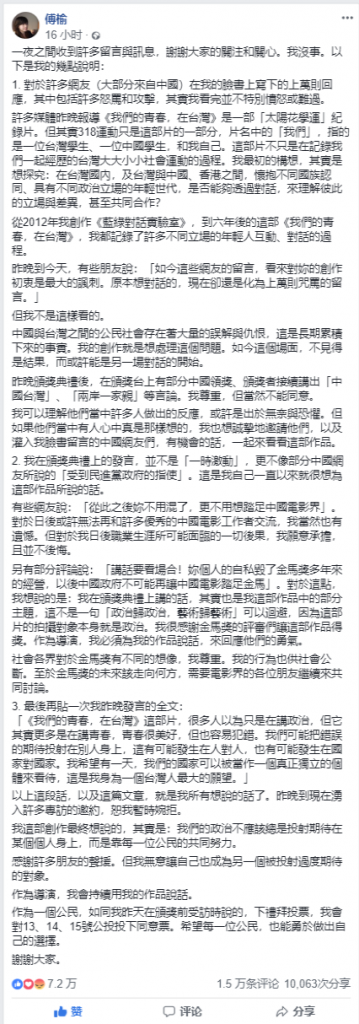 傅榆
16 小时 ·
一夜之間收到許多留言與訊息，謝謝大家的關注和關心。我沒事。以
下是我的幾點說明：
1. 對於許多網友（大部分來自中國）在我的臉書上寫下的上萬則回
應，其中包括許多怒罵和攻擊，其實我看完並不特別憤怒或難過。
許多媒體昨晚報導《我們的青春，在台灣》是一部「太陽花學運」紀
錄片。但其實318運動只是這部片的一部分，片名中的「我們」，指的
是一位台灣學生、一位中國學生，和我自己。這部片不只是在記錄我
們一起經歷的台灣大大小小社會運動的過程。我最初的構想，其實是
想探究：在台灣國內，及台灣與中國、香港之間，懷抱不同國族認
同、具有不同政治立場的年輕世代，是否能夠透過對話，來理解彼此
的立場與差異，甚至共同合作？
從2012年我創作《藍綠對話實驗室》，到六年後的這部《我們的青
春，在台灣》，我都記錄了許多不同立場的年輕人互動、對話的過
程。
昨晚到今天，有些朋友說：「如今這些網友的留言，看來對妳的創作
初衷是最大的諷刺。原本想對話的，現在卻還是化為上萬則咒罵的留
言。」
但我不是這樣看的。
中國與台灣之間的公民社會存在著大量的誤解與仇恨，這是長期累積
下來的事實。我的創作就是想處理這個問題。如今這個場面，不見得
是結果，而或許能是另一場對話的開始。
昨晚頒獎典禮後，在頒獎台上有部分中國頒獎、頒獎者接續講出「中
國台灣」、「兩岸一家親」等言論。我尊重，但當然不能同意。
我可以理解他們當中許多人做出的反應，或許是出於無奈與恐懼。但
如果他們當中有人心中真是那樣想的，我也想誠摯地邀請他們，以及
灌入我臉書留言的中國網友們，有機會的話，一起來看看這部作品。
2. 我在頒獎典禮上的發言，並不是「一時激動」，更不像部分中國網
友所說的「受到民進黨政府的指使」。這是我自己一直以來就很想為
這部作品所說的話。
有些網友說：「從此之後妳不用混了，更不用想踏足中國電影界」。
對於日後或許無法再和許多優秀的中國電影工作者交流，我當然也有
遺憾。但對於我日後職業生涯所可能面臨的一切後果，我願意承擔，
且並不後悔。
另有部分評論說：「講話要看場合！妳個人的自私毀了金馬獎多年來
的經營，以後中國政府不可能再讓中國電影踏足金馬」。對於這點，
我想說的是：我在頒獎典禮上講的話，其實也是我這部作品中的部分
主題，這不是一句「政治歸政治，藝術歸藝術」可以迴避，因為這部
片的拍攝對象本身就是政治。我很感謝金馬獎的評審們讓這部作品得
獎。作為導演，我必須為我的作品說話，來回應他們的勇氣。
社會各界對於金馬獎有不同的想像，我尊重。我的行為也供社會公
斷。至於金馬獎的未來該走向何方，需要電影界的各位朋友繼續來共
同討論。
3. 最後再貼一次我昨晚發言的全文：
「《我們的青春，在台灣》這部片，很多人以為只是在講政治，但它
其實更多是在講青春，青春很美好，但也容易犯錯。我們可能把錯誤
的期待投射在別人身上，這有可能發生在人對人，也有可能發生在國
家對國家。我希望有一天，我們的國家可以被當作一個真正獨立的個
體來看待，這是我身為一個台灣人最大的願望。」
以上這段話，以及這篇文章，就是我所有想說的話了。昨晚到現在湧
入許多專訪的邀約，恕我暫時婉拒。
我這部創作最終想說的，其實是：我們的政治不應該總是投射期待在
某個個人身上，而是靠每一位公民的共同努力。
感謝許多朋友的聲援。但我無意讓自己也成為另一個被投射過度期待
的對象。
作為導演，我會持續用我的作品說話。
作為一個公民，如同我昨天在頒獎前受訪時說的，下禮拜投票，我會
對13、14、15號公投投下同意票。希望每一位公民，也能勇於做出自
己的選擇。
謝謝大家。
7.2 万
1.5 万条评论 10,063次分享
赞
评论
分享